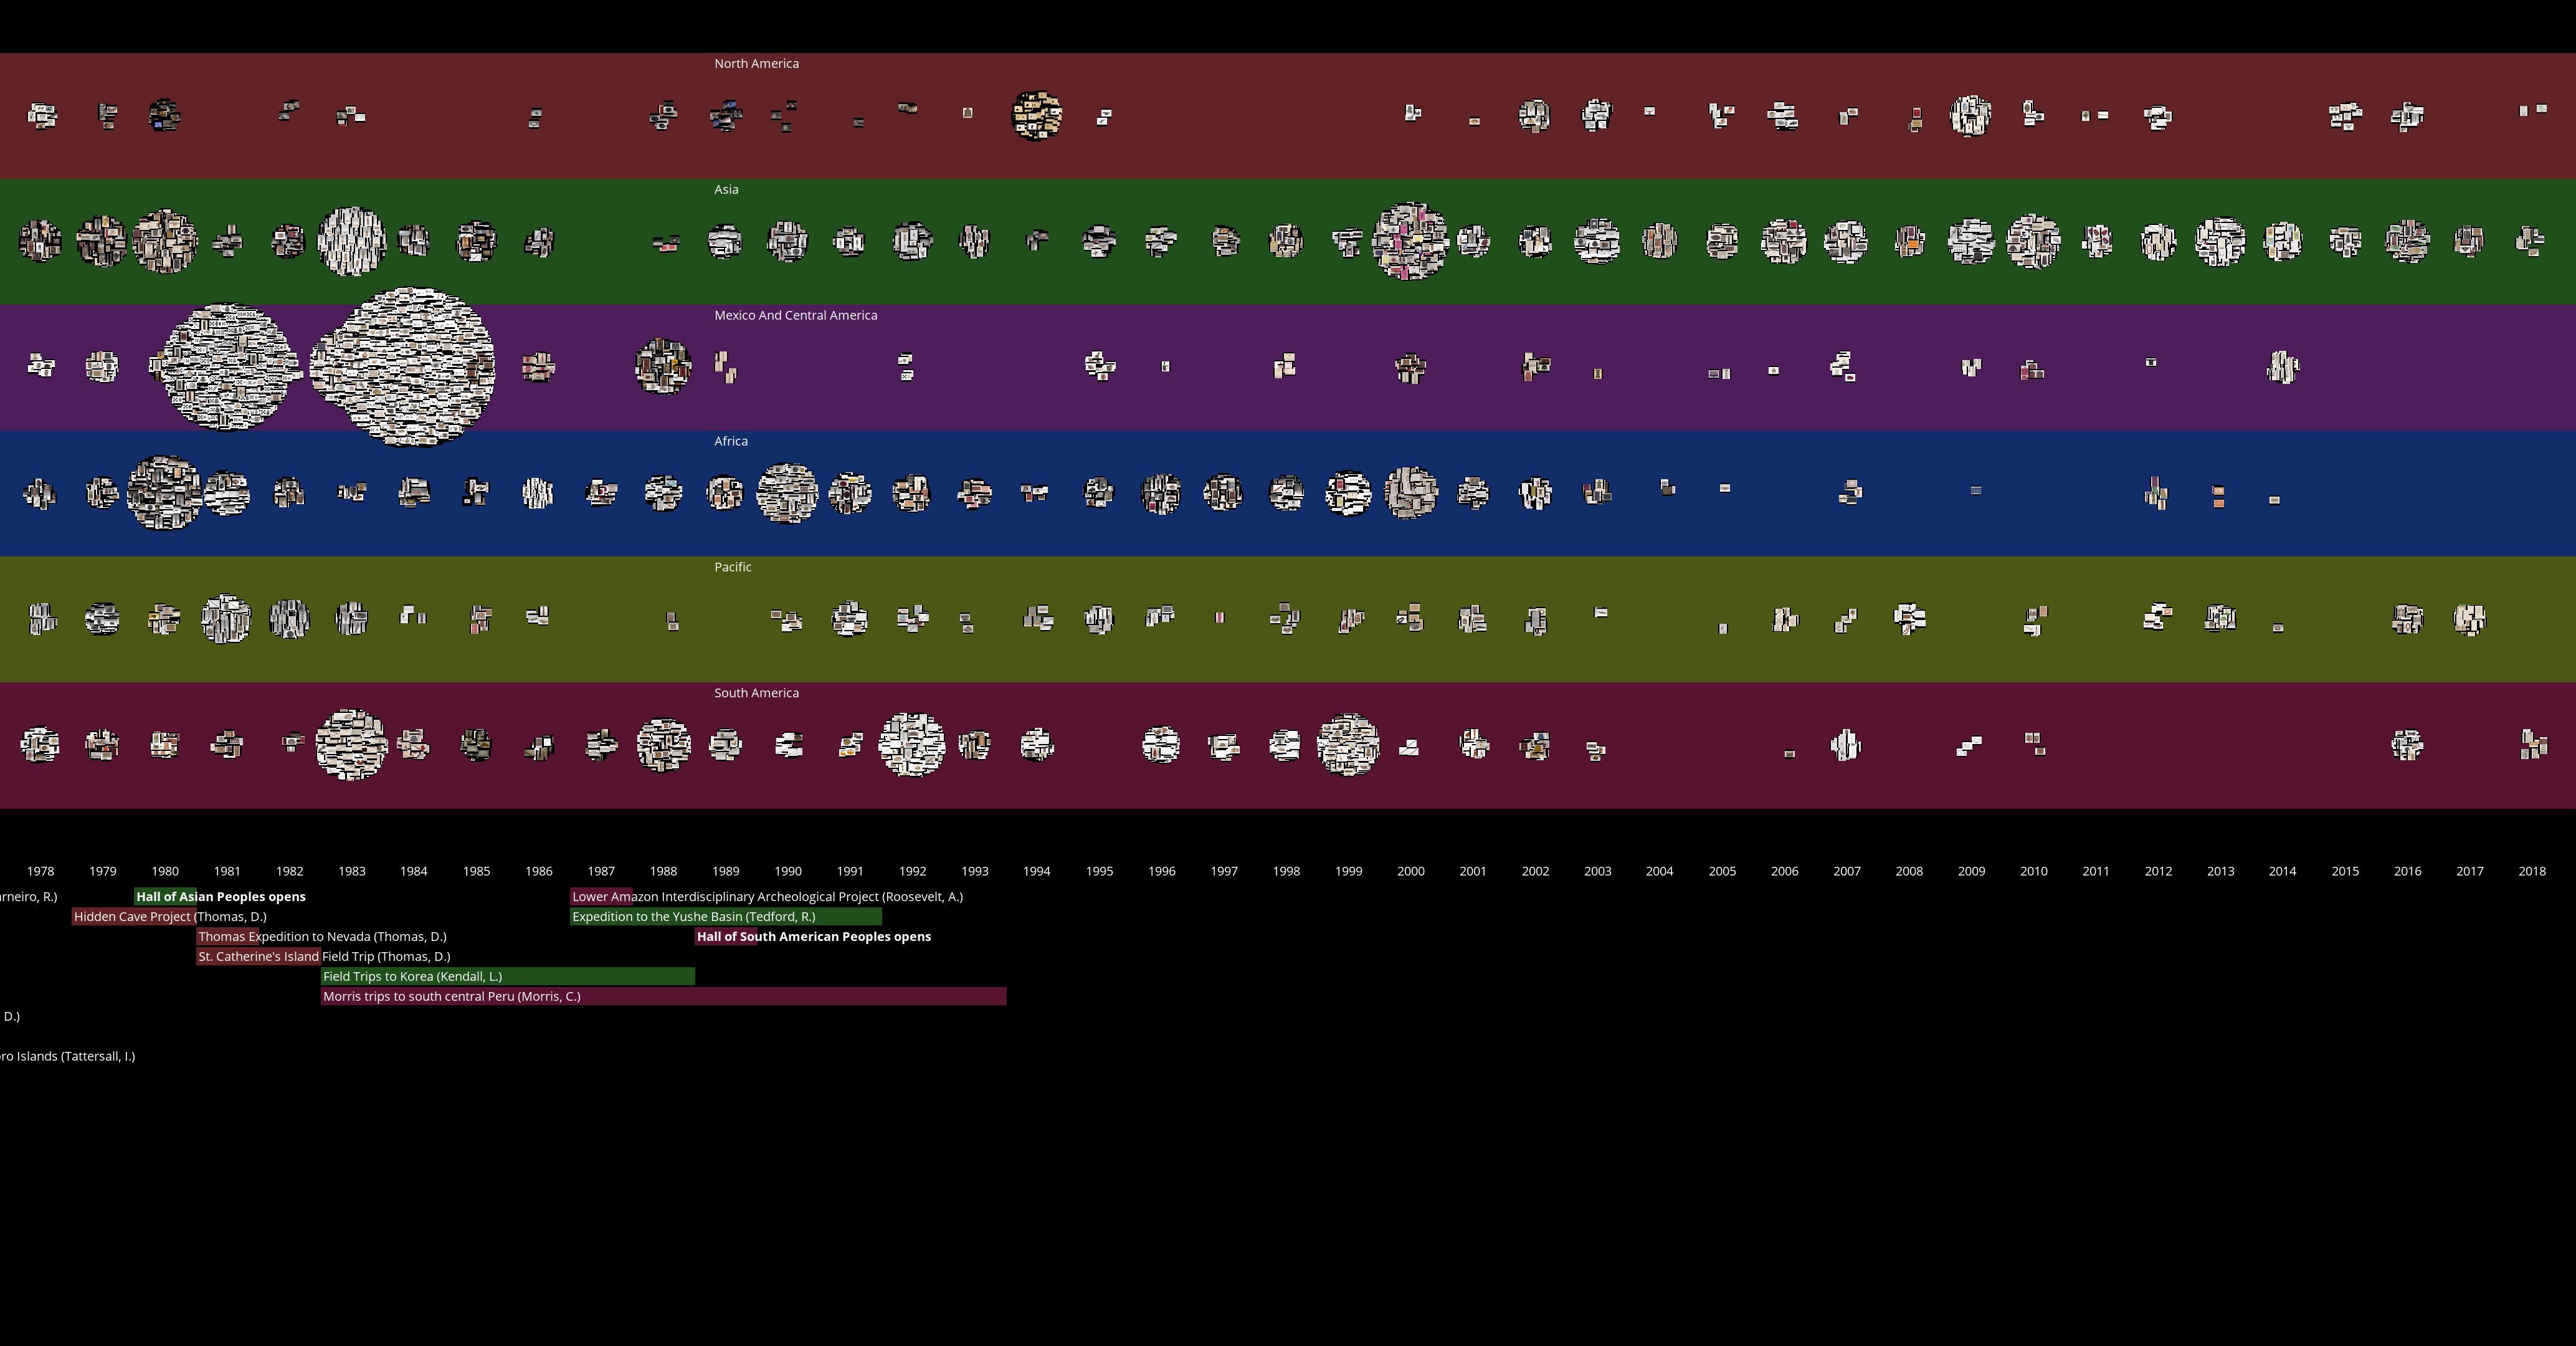 North America
Asia
Mexico And Central America
Africa
Pacific
South America
1978 1979 1980 1981 1982 1983 1984 1985 1986 1987 1988 1989 1990 1991 1992 1993 1994 1995 1996 1997 1998 1999 2000 2001 2002 2003 2004 2005 2006 2007 2008 2009 2010 2011 2012 2013 2014 2015 2016 2017 2018
rneiro, R.) Hall of Asian Peoples opens Lower Amazon Interdisciplinary Archeological Project (Roosevelt, A.)
Hidden Cave Project (Thomas, D.) Expedition to the Yushe Basin (Tedford, R.)
Thomas Expedition to Nevada (Thomas, D.) Hall of South American Peoples opens
St. Catherine's Island Field Trip (Thomas, D.)
Field Trips to Korea (Kendall, L.)
Morris trips to south central Peru (Morris, C.)
D.)
ro Islands (Tattersall, I.)